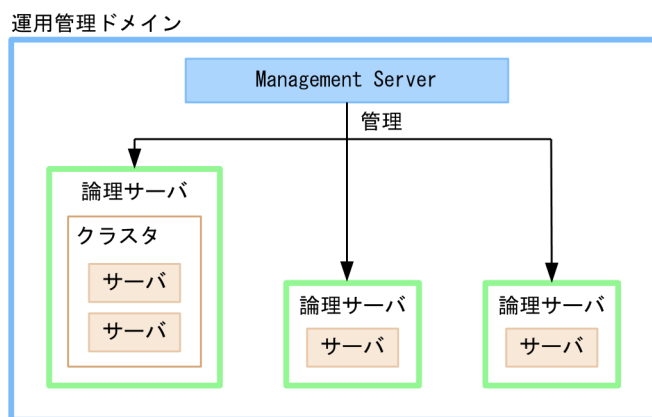 運用管理ドメイン
Management Server
管理
論理サーバ
クラスタ
サーバ
サーバ
論理サーバ
サーバ
論理サーバ
サーバ